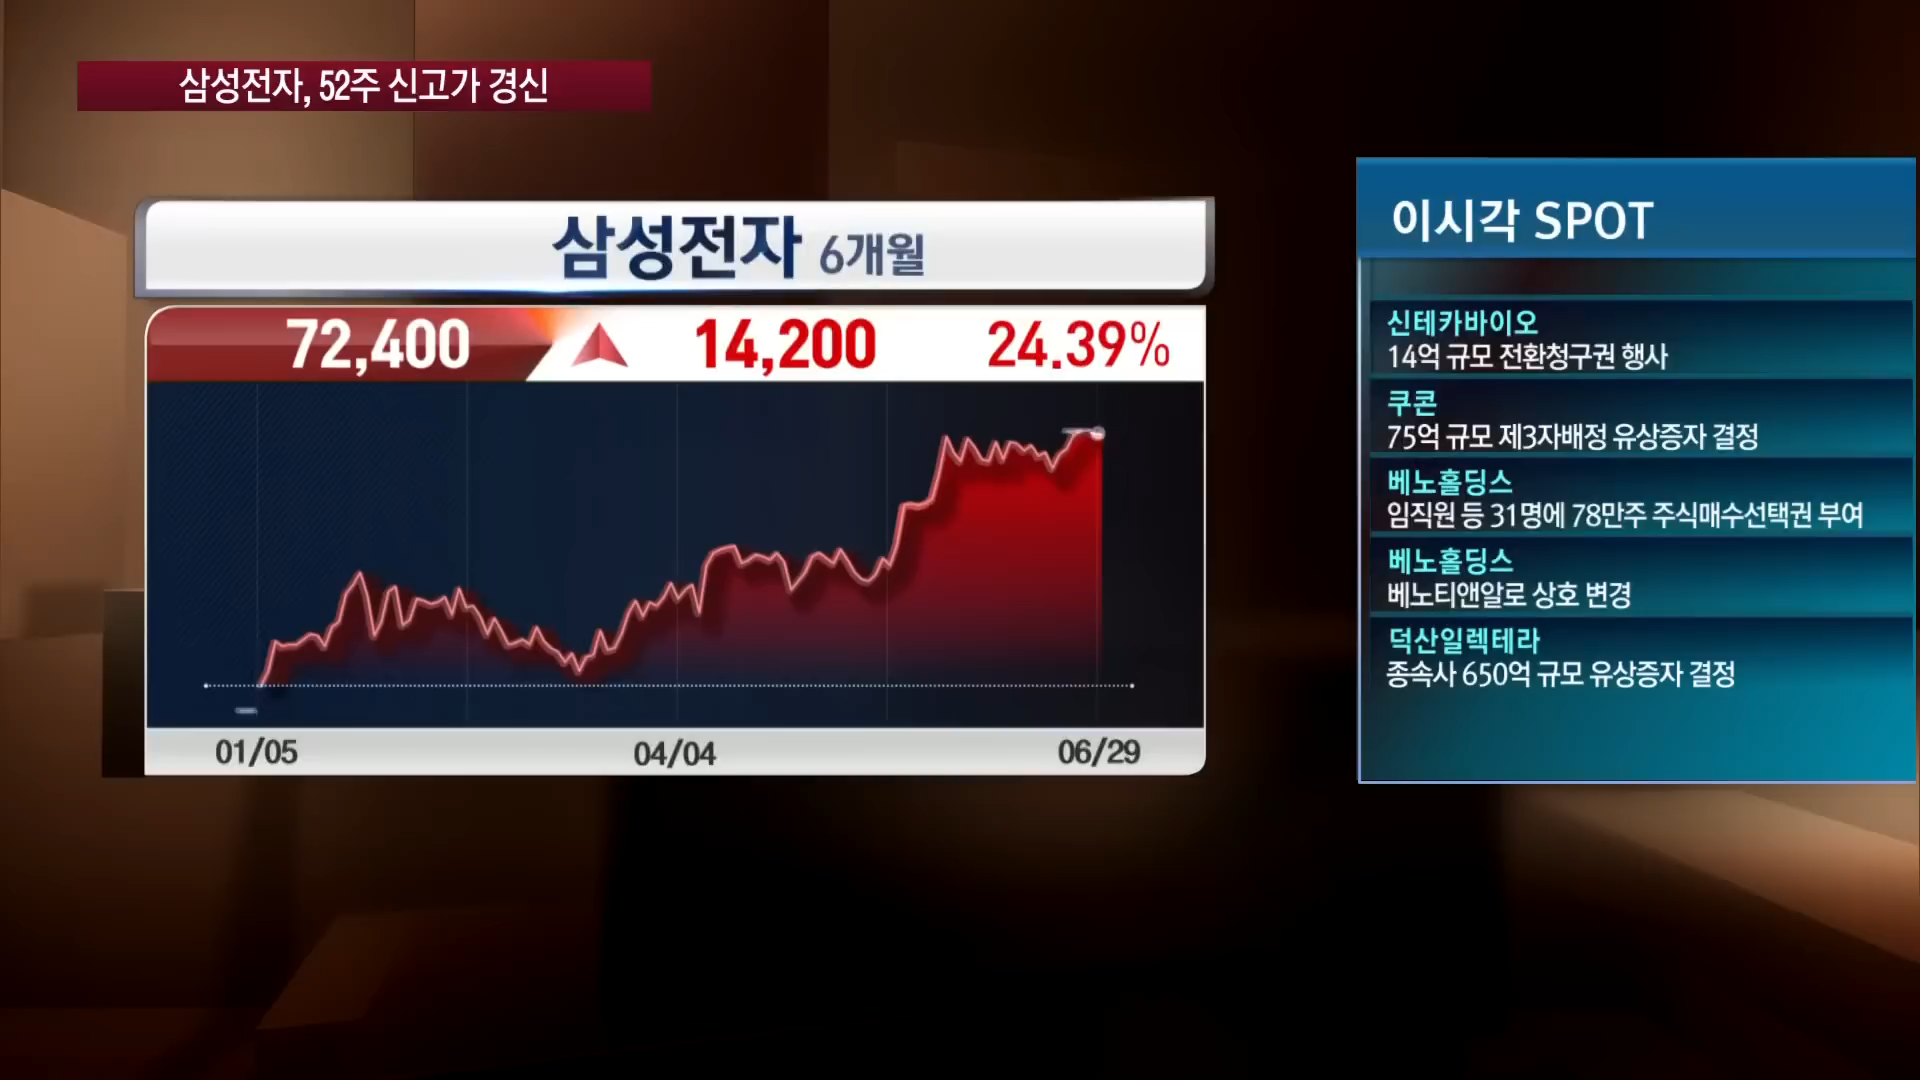 삼성전자, 52주 신고가 경신
삼성전자 6개월
72,400 14,200 24.39%
01/05 04/04 06/29
이시각 SPOT
신테카바이오
14억 규모 전환청구권 행사
쿠콘
75억 규모 제3자배정 유상증자 결정
베노홀딩스
임직원 등 31명에 78만주 주식매수선택권 부여
베노홀딩스
베노티앤알로 상호 변경
덕산일렉테라
종속사 650억 규모 유상증자 결정